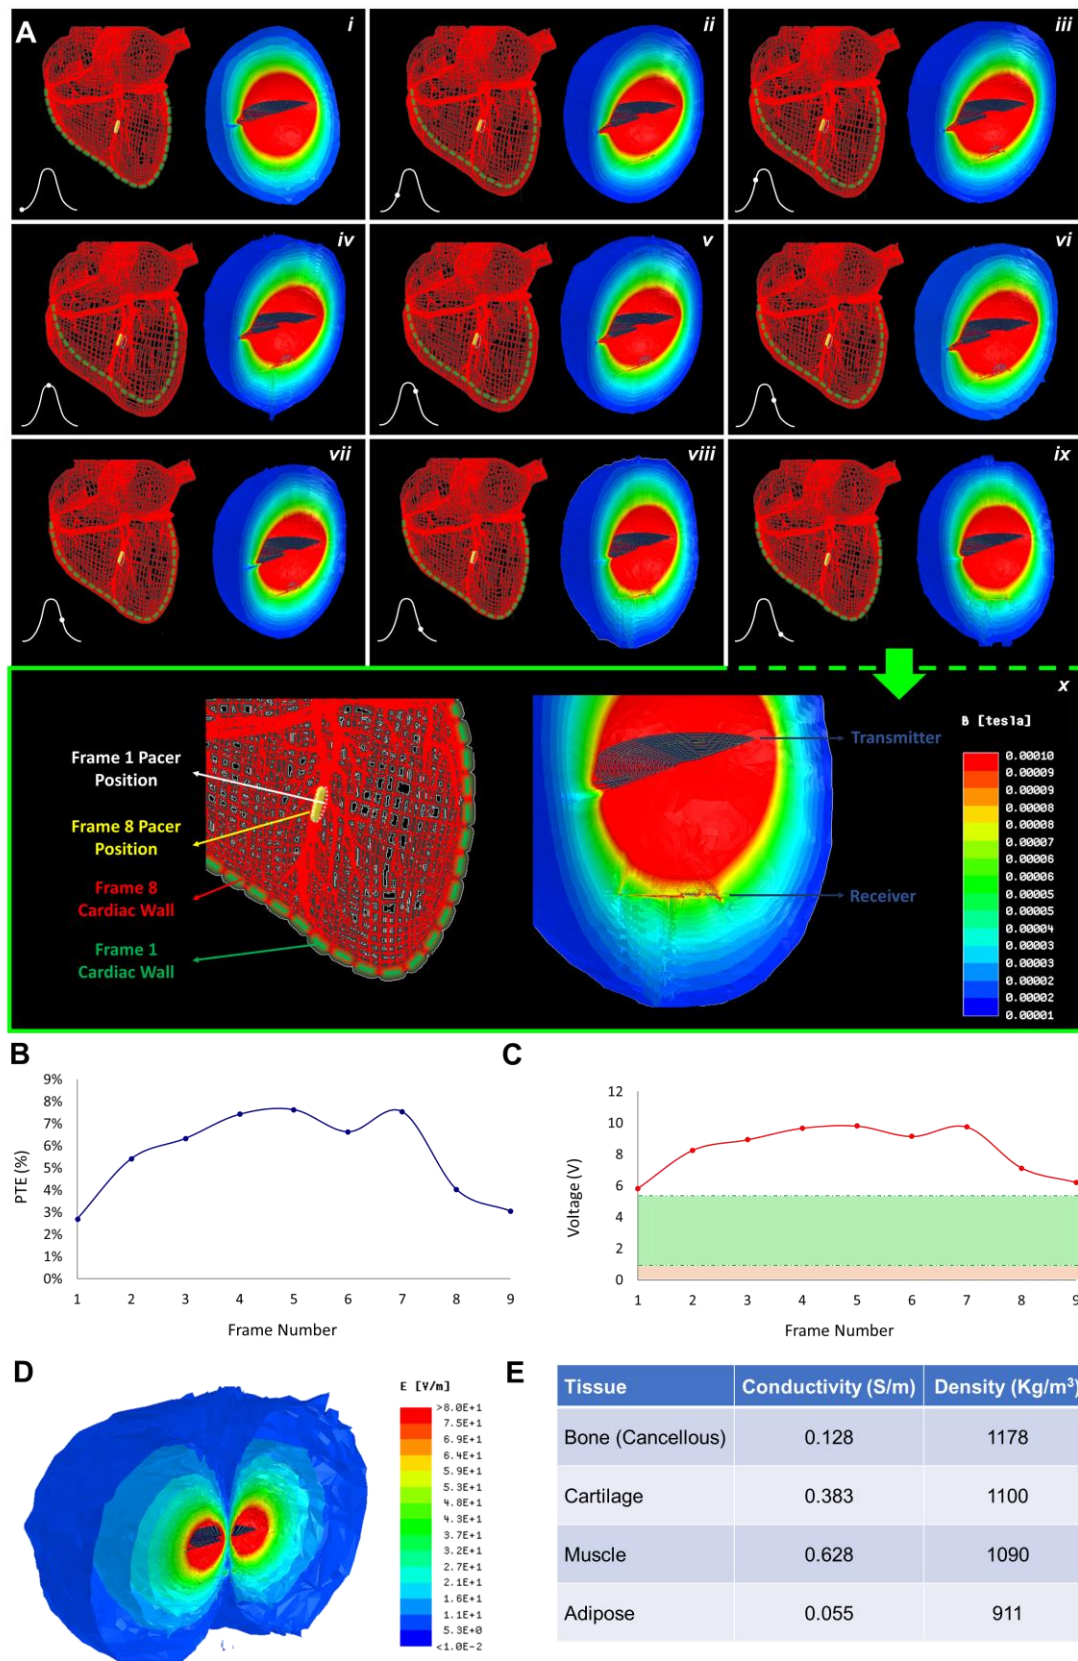 A
i
ii
iii
iv
v
vi
vii
viii
ix
x
Frame 1 Pacer
Position
Frame 8 Pacer
Position
Frame 8
Cardiac Wall
Frame 1
Cardiac Wall
Transmitter
Receiver
B [tesla]
0.00010
0.00009
0.00009
0.00008
0.00008
0.00007
0.00006
0.00006
0.00005
0.00005
0.00004
0.00003
0.00003
0.00002
0.00002
0.00001
B
9%
8%
7%
6%
5%
4%
3%
2%
1%
0%
PTE (%)
1 2 3 4 5 6 7 8 9
Frame Number
C
12
10
8
6
4
2
0
Voltage (V)
1 2 3 4 5 6 7 8 9
Frame Number
D
E [V/m]
>8.0E+1
7.5E+1
6.9E+1
6.4E+1
5.9E+1
5.3E+1
4.8E+1
4.3E+1
3.7E+1
3.2E+1
2.7E+1
2.1E+1
1.6E+1
1.1E+1
5.3E+0
<1.0E-2
E
Tissue Conductivity (S/m) Density (Kg/m³)
Bone (Cancellous) 0.128 1178
Cartilage 0.383 1100
Muscle 0.628 1090
Adipose 0.055 911